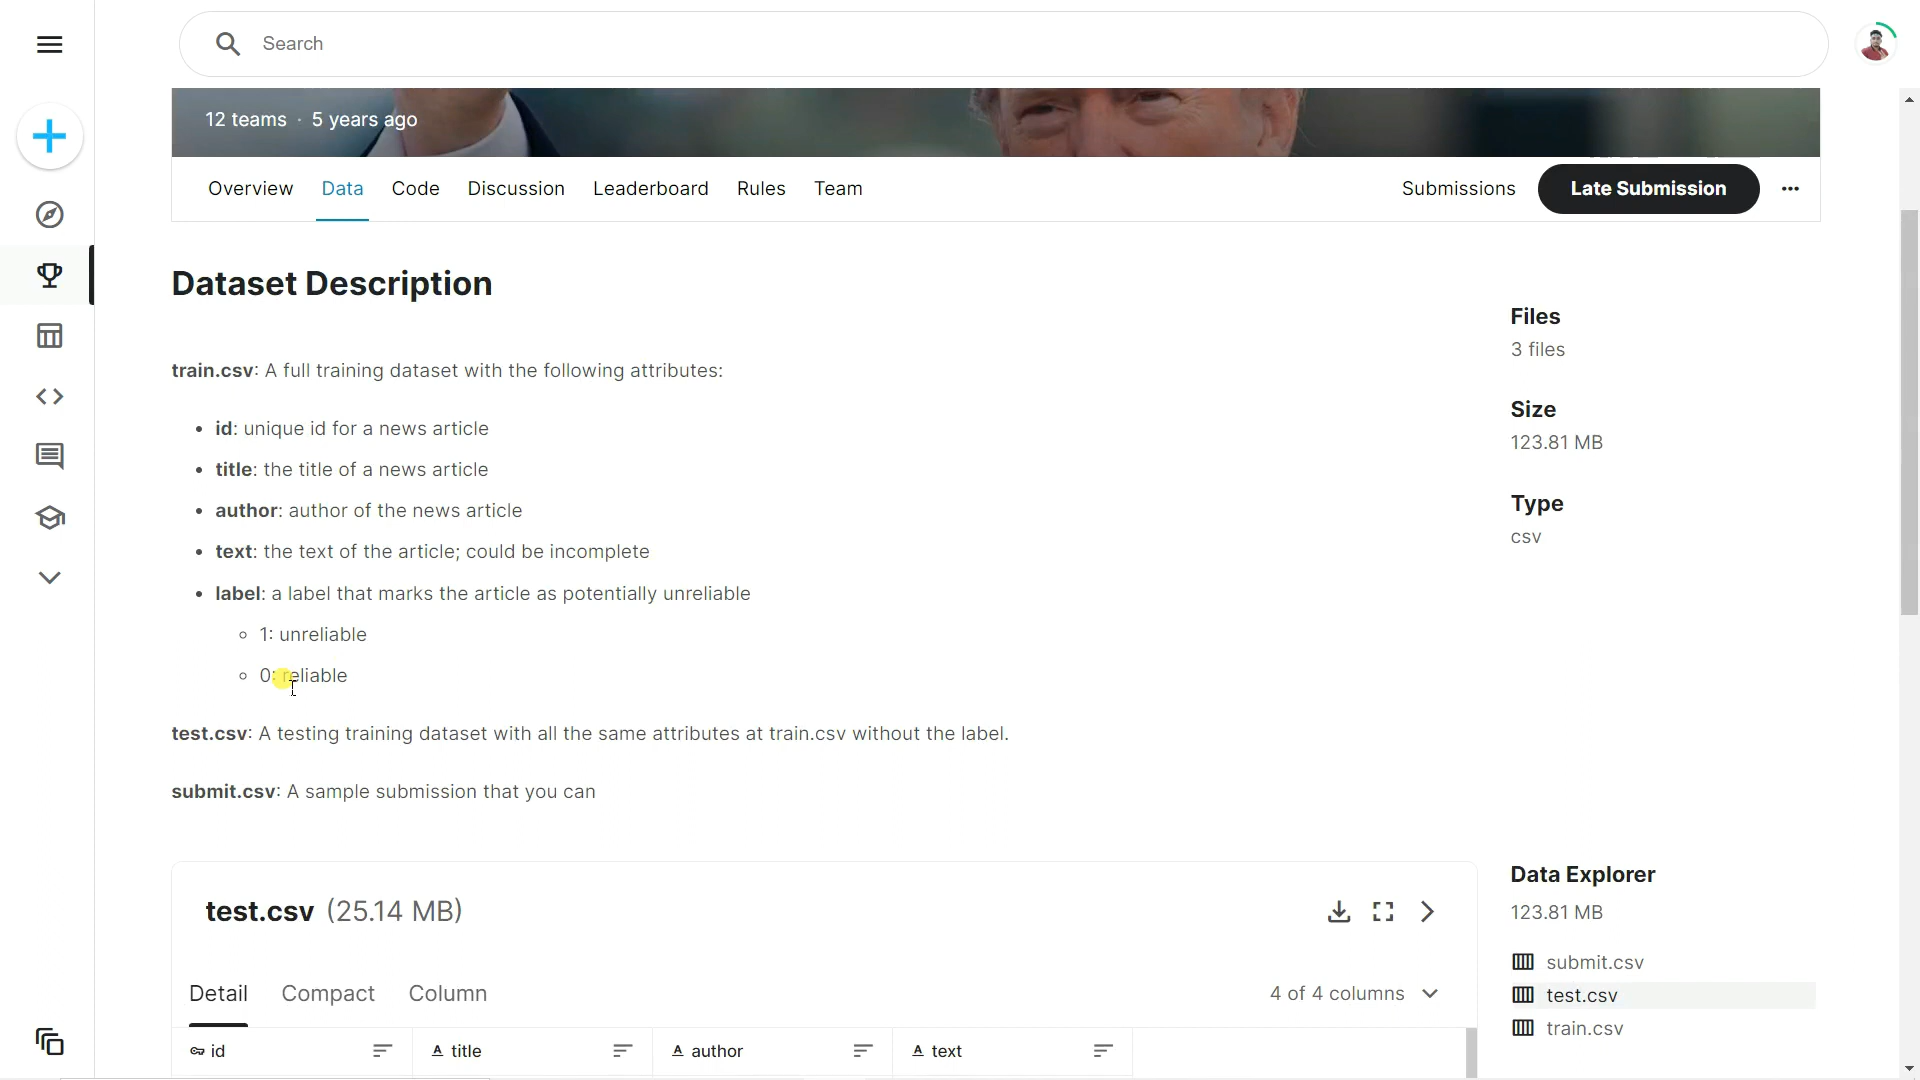 Search
12 teams · 5 years ago
Overview Data Code Discussion Leaderboard Rules Team Submissions Late Submission
Dataset Description
train.csv: A full training dataset with the following attributes:
id: unique id for a news article
title: the title of a news article
author: author of the news article
text: the text of the article; could be incomplete
label: a label that marks the article as potentially unreliable
1: unreliable
0: reliable
test.csv: A testing training dataset with all the same attributes at train.csv without the label.
submit.csv: A sample submission that you can
Files
3 files
Size
123.81 MB
Type
csv
test.csv (25.14 MB)
Detail Compact Column 4 of 4 columns
id title author text
Data Explorer
123.81 MB
submit.csv
test.csv
train.csv